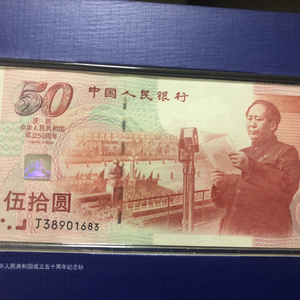 50
中国人民银行
庆祝
中华人民共和国
成立50周年
1949-1999
伍拾圆
J38901683
中华人民共和国成立五十周年纪念钞